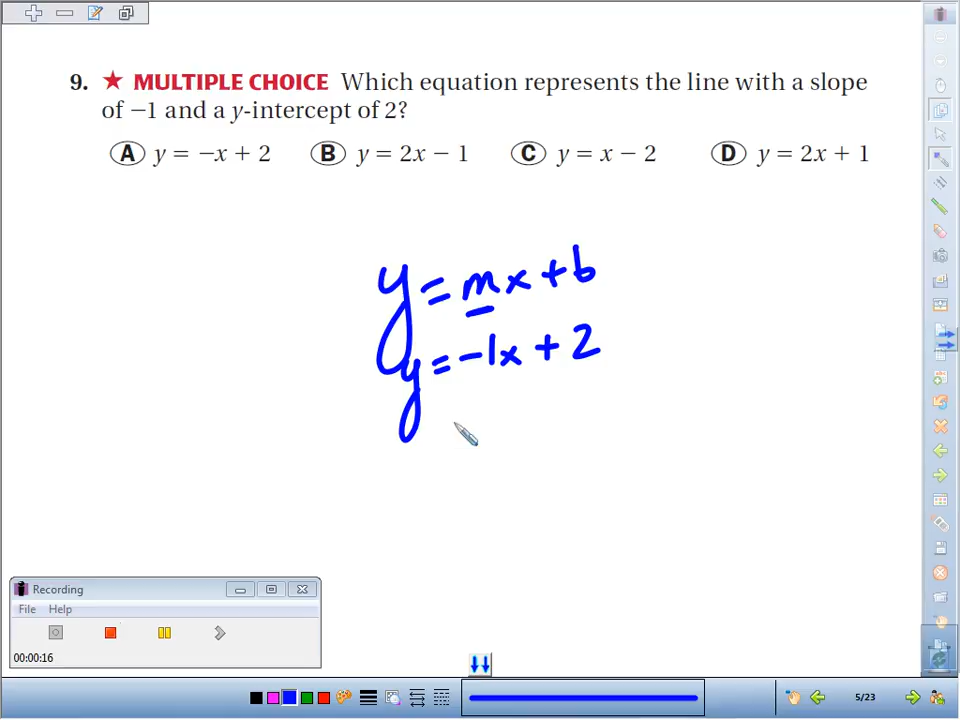 9. ★ MULTIPLE CHOICE Which equation represents the line with a slope
of −1 and a y-intercept of 2?
A y = −x + 2 B y = 2x − 1 C y = x − 2 D y = 2x + 1
y = mx + b
y = -1x + 2
Recording
File Help
00:00:16
5/23